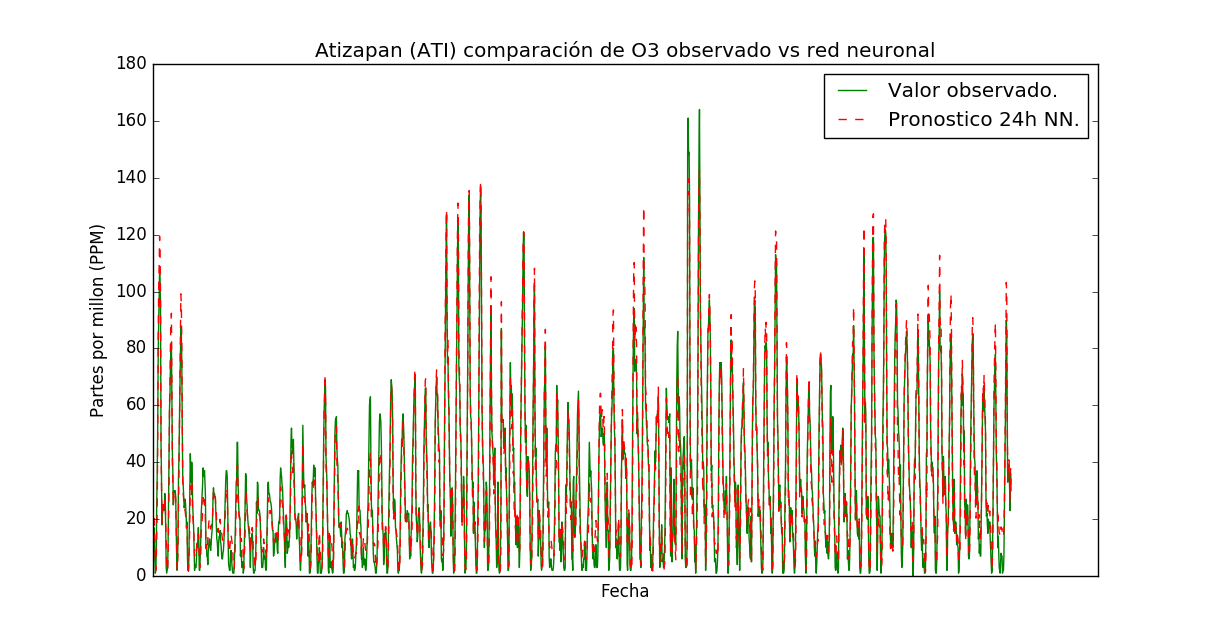 Atizapan (ATI) comparación de O3 observado vs red neuronal
180
160
140
120
100
80
60
40
20
0
Partes por millon (PPM)
Valor observado.
Pronostico 24h NN.
Fecha